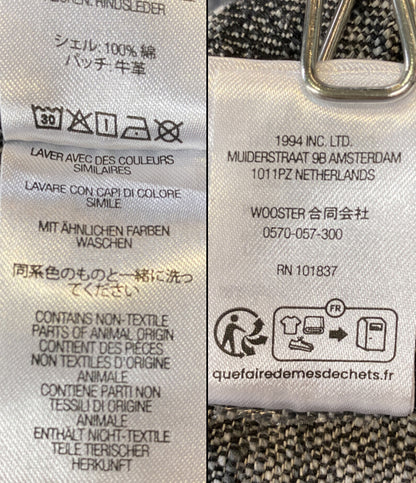 RINDSLEDER
シェル: 100% 綿
パッチ: 牛革
30
LAVER AVEC DES COULEURS
SIMILAIRES
LAVARE CON CAPI DI COLORE
SIMILE
MIT ÄHNLICHEN FARBEN
WASCHEN
同系色のものと一緒に洗っ
てください
CONTAINS NON-TEXTILE
PARTS OF ANIMAL ORIGIN
CONTIENT DES PIÈCES
NON TEXTILES D'ORIGINE
ANIMALE
CONTIENE PARTI NON
TESSILI DI ORIGINE
ANIMALE
ENTHÄLT NICHT-TEXTILE
TEILE TIERISCHER
HERKUNFT
1994 INC. LTD.
MUIDERSTRAAT 9B AMSTERDAM
1011PZ NETHERLANDS
WOOSTER 合同会社
0570-057-300
RN 101837
FR
quefairedemesdechets.fr